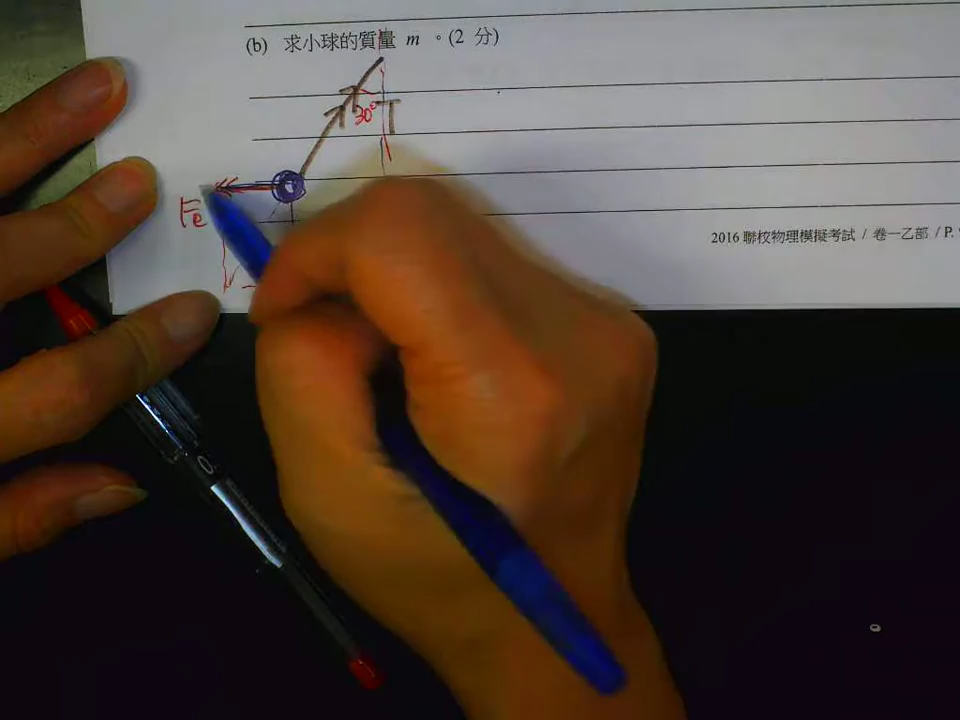 (b) 求小球的質量 m 。(2 分)
30° T
Fe
2016 聯校物理模擬考試 / 卷一乙部 / P.